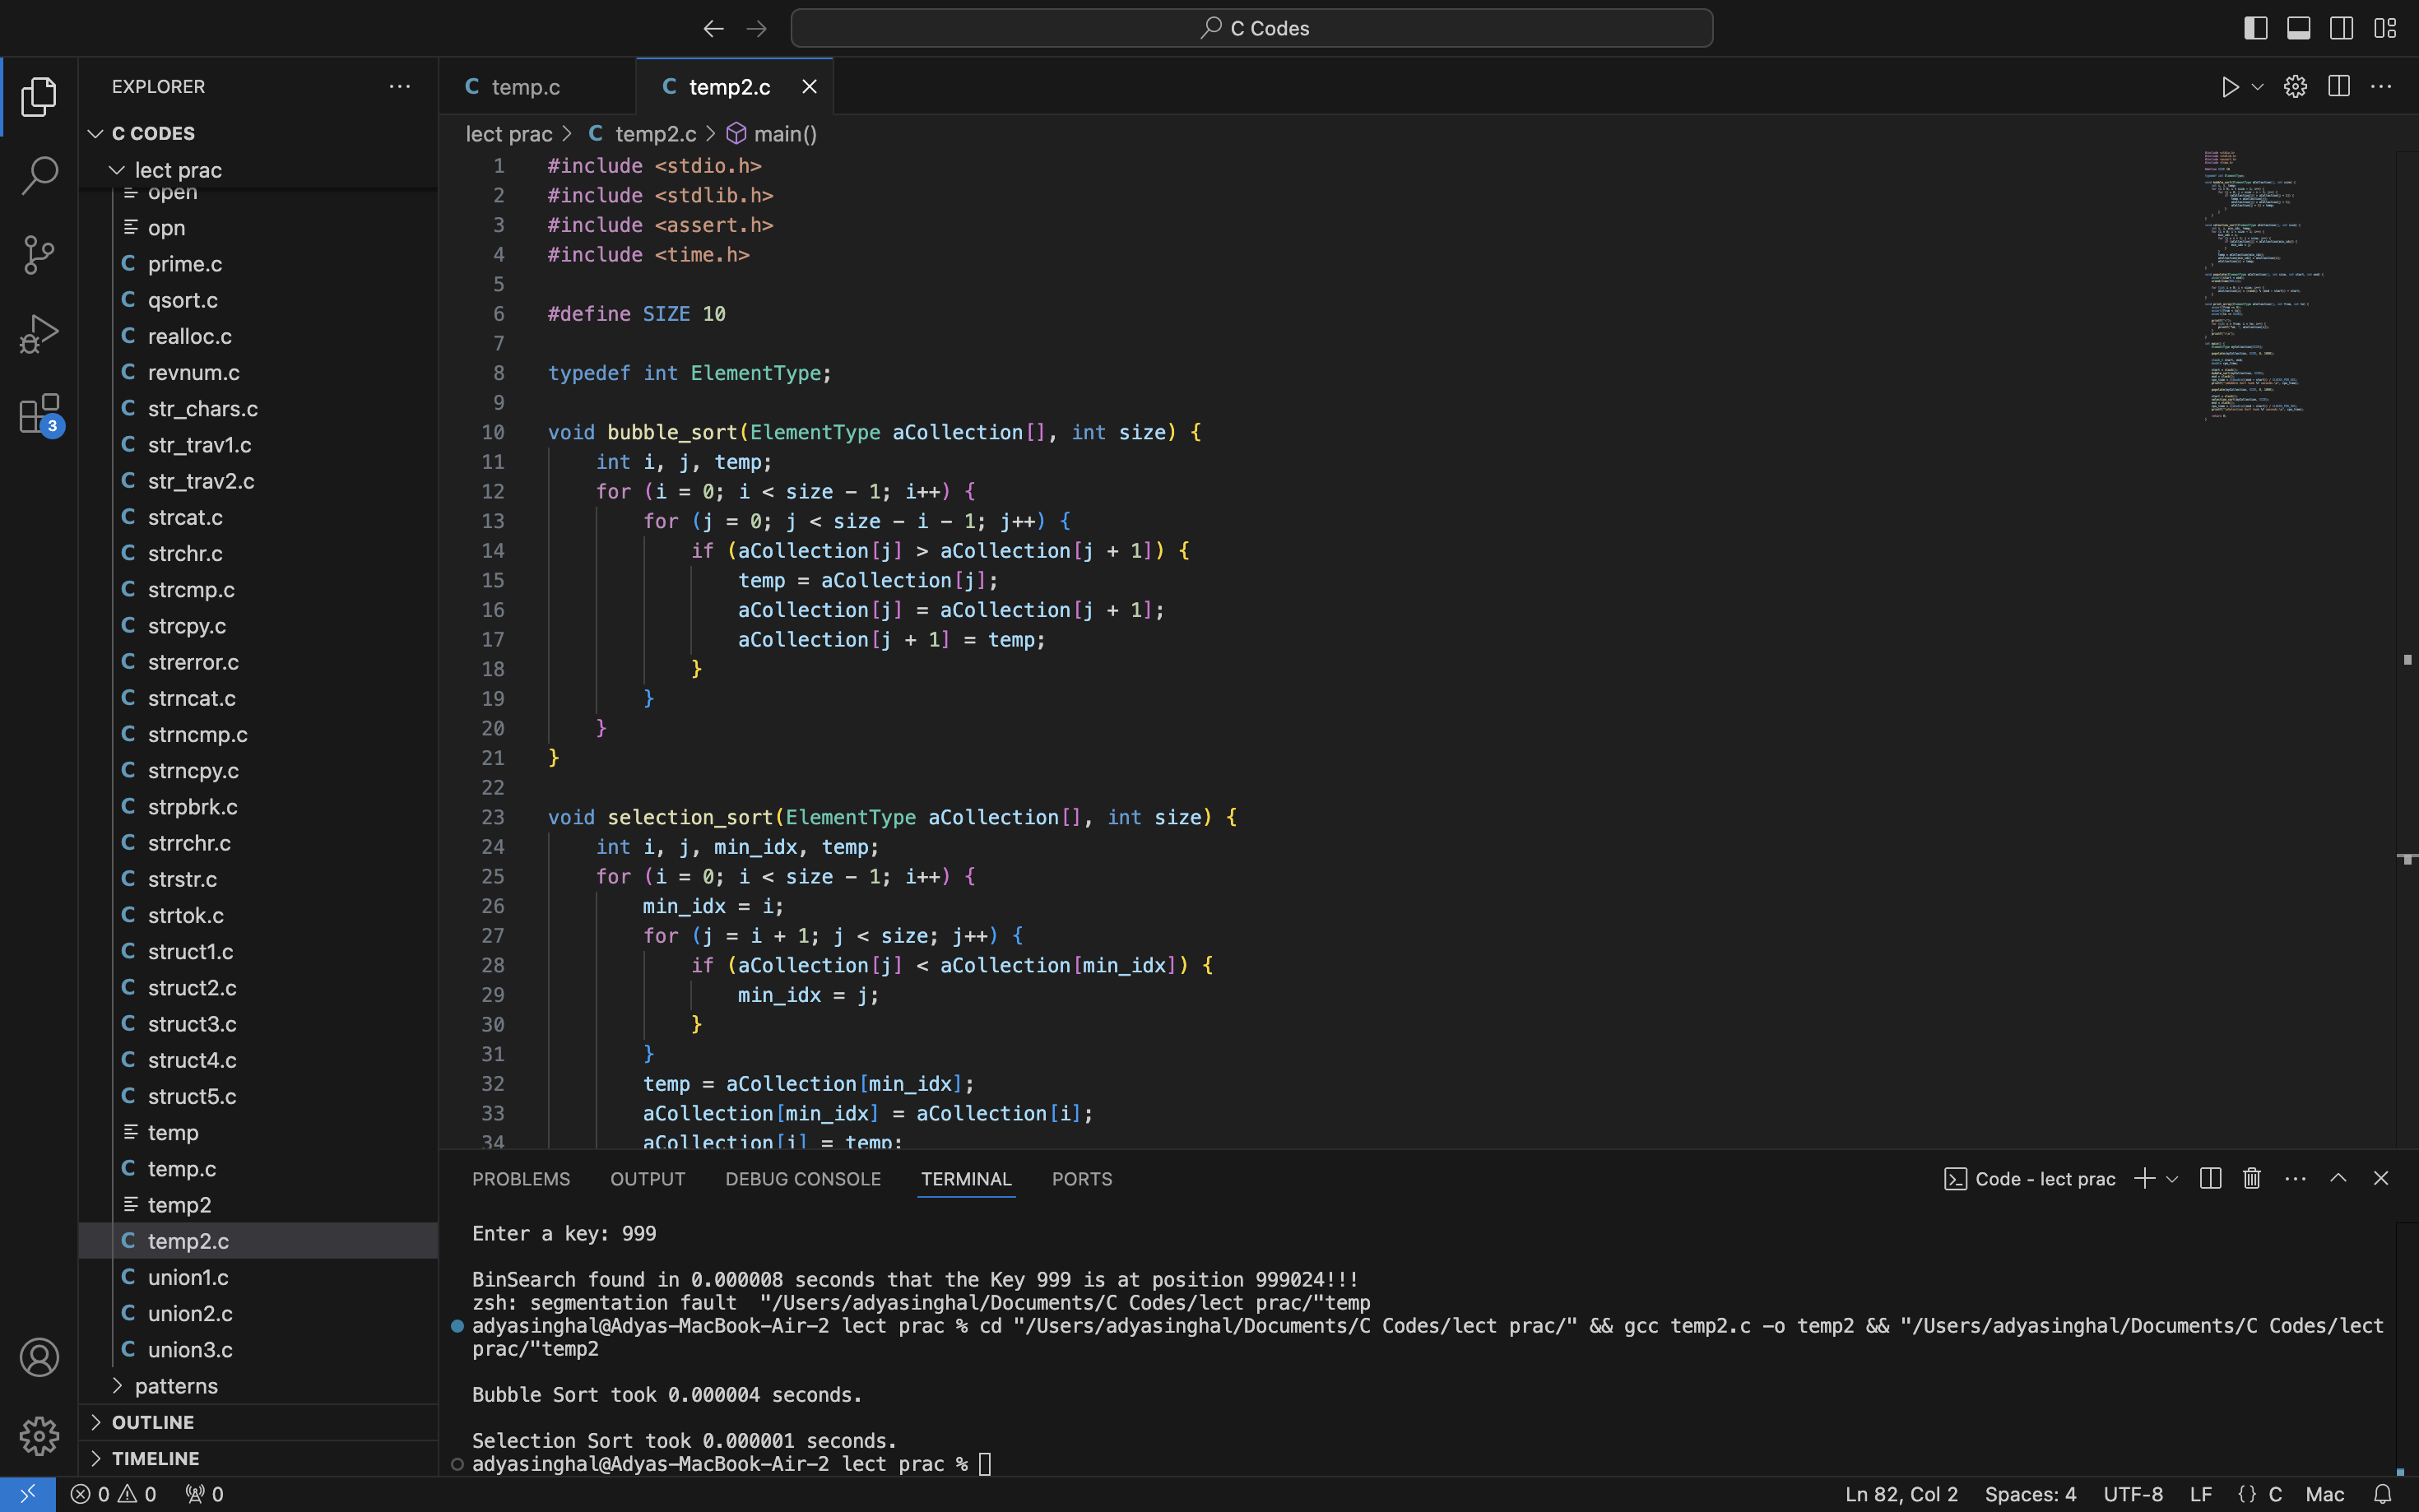 C Codes
EXPLORER
C CODES
lect prac
open
opn
C prime.c
C qsort.c
C realloc.c
C revnum.c
C str_chars.c
C str_trav1.c
C str_trav2.c
C strcat.c
C strchr.c
C strcmp.c
C strcpy.c
C strerror.c
C strncat.c
C strncmp.c
C strncpy.c
C strpbrk.c
C strrchr.c
C strstr.c
C strtok.c
C struct1.c
C struct2.c
C struct3.c
C struct4.c
C struct5.c
temp
C temp.c
temp2
C temp2.c
C union1.c
C union2.c
C union3.c
patterns
OUTLINE
TIMELINE
3
C temp.c
C temp2.c
lect prac > C temp2.c > main()
1 #include <stdio.h>
2 #include <stdlib.h>
3 #include <assert.h>
4 #include <time.h>
5
6 #define SIZE 10
7
8 typedef int ElementType;
9
10 void bubble_sort(ElementType aCollection[], int size) {
11 int i, j, temp;
12 for (i = 0; i < size - 1; i++) {
13 for (j = 0; j < size - i - 1; j++) {
14 if (aCollection[j] > aCollection[j + 1]) {
15 temp = aCollection[j];
16 aCollection[j] = aCollection[j + 1];
17 aCollection[j + 1] = temp;
18 }
19 }
20 }
21 }
22
23 void selection_sort(ElementType aCollection[], int size) {
24 int i, j, min_idx, temp;
25 for (i = 0; i < size - 1; i++) {
26 min_idx = i;
27 for (j = i + 1; j < size; j++) {
28 if (aCollection[j] < aCollection[min_idx]) {
29 min_idx = j;
30 }
31 }
32 temp = aCollection[min_idx];
33 aCollection[min_idx] = aCollection[i];
34 aCollection[i] = temp;
PROBLEMS OUTPUT DEBUG CONSOLE TERMINAL PORTS
Code - lect prac
Enter a key: 999
BinSearch found in 0.000008 seconds that the Key 999 is at position 999024!!!
zsh: segmentation fault "/Users/adyasinghal/Documents/C Codes/lect prac/"temp
adyasinghal@Adyas-MacBook-Air-2 lect prac % cd "/Users/adyasinghal/Documents/C Codes/lect prac/" && gcc temp2.c -o temp2 && "/Users/adyasinghal/Documents/C Codes/lect
prac/"temp2
Bubble Sort took 0.000004 seconds.
Selection Sort took 0.000001 seconds.
adyasinghal@Adyas-MacBook-Air-2 lect prac %
0 0 0
Ln 82, Col 2 Spaces: 4 UTF-8 LF {} C Mac